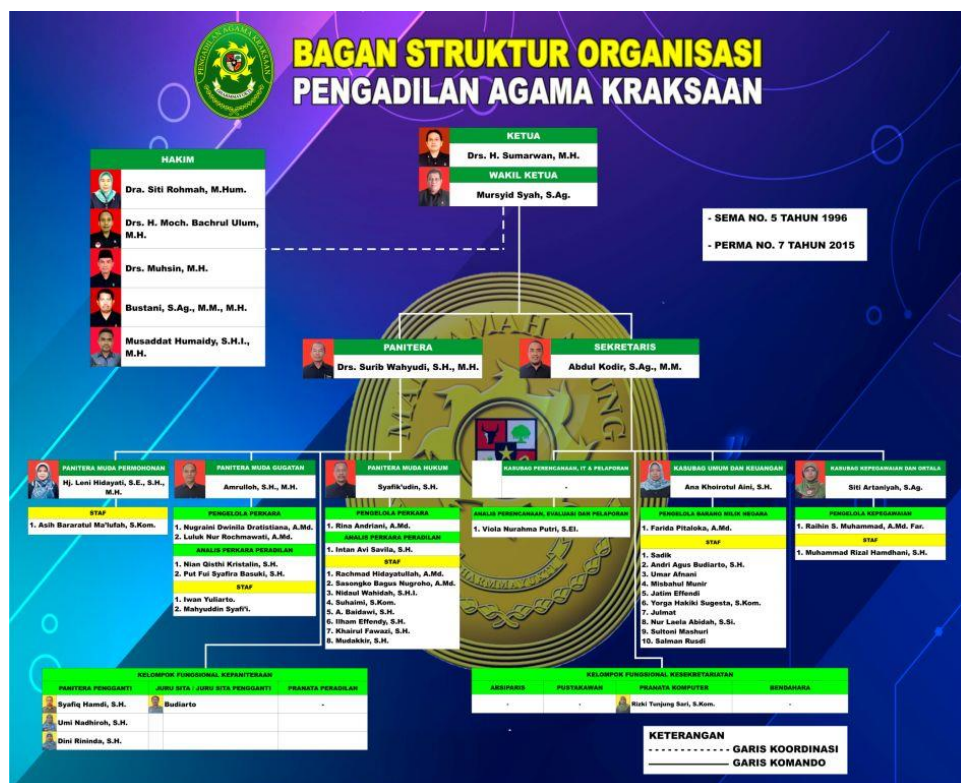 BAGAN STRUKTUR ORGANISASI
PENGADILAN AGAMA KRAKSAAN
PENGADILAN AGAMA KRAKSAAN
KETUA
Drs. H. Sumarwan, M.H.
WAKIL KETUA
Mursyid Syah, S.Ag.
HAKIM
Dra. Siti Rohmah, M.Hum.
Drs. H. Moch. Bachrul Ulum,
M.H.
Drs. Muhsin, M.H.
Bustani, S.Ag., M.M., M.H.
Musaddat Humaidy, S.H.I.,
M.H.
- SEMA NO. 5 TAHUN 1996
- PERMA NO. 7 TAHUN 2015
PANITERA
Drs. Surib Wahyudi, S.H., M.H.
SEKRETARIS
Abdul Kodir, S.Ag., M.M.
PANITERA MUDA PERMOHONAN
Hj. Leni Hidayati, S.E., S.H.,
M.H.
STAF
1. Asih Bararatul Ma'lufah, S.Kom.
PANITERA MUDA GUGATAN
Amrulloh, S.H., M.H.
PENGELOLA PERKARA
1. Nugraini Dwinila Dratistiana, A.Md.
2. Luluk Nur Rochmawati, A.Md.
ANALIS PERKARA PERADILAN
1. Nian Qisthi Kristalin, S.H.
2. Put Fui Syafira Basuki, S.H.
STAF
1. Iwan Yuliarto.
2. Mahyuddin Syafi'i.
PANITERA MUDA HUKUM
Syafik'udin, S.H.
PENGELOLA PERKARA
1. Rina Andriani, A.Md.
ANALIS PERKARA PERADILAN
1. Intan Avi Savila, S.H.
STAF
1. Rachmad Hidayatullah, A.Md.
2. Sasongko Bagus Nugroho, A.Md.
3. Nidaul Wahidah, S.H.I.
4. Suhaimi, S.Kom.
5. A. Baidawi, S.H.
6. Ilham Effendy, S.H.
7. Khairul Fawazi, S.H.
8. Mudakkir, S.H.
KASUBAG PERENCANAAN, IT & PELAPORAN
-
ANALIS PERENCANAAN, EVALUASI DAN PELAPORAN
1. Viola Nurahma Putri, S.EI.
KASUBAG UMUM DAN KEUANGAN
Ana Khoirotul Aini, S.H.
PENGELOLA BARANG MILIK NEGARA
1. Farida Pitaloka, A.Md.
STAF
1. Sadik
2. Andri Agus Budiarto, S.H.
3. Umar Afnani
4. Misbahul Munir
5. Jatim Effendi
6. Yorga Hakiki Sugesta, S.Kom.
7. Julmat
8. Nur Laela Abidah, S.Si.
9. Sultoni Mashuri
10. Salman Rusdi
KASUBAG KEPEGAWAIAN DAN ORTALA
Siti Artaniyah, S.Ag.
PENGELOLA KEPEGAWAIAN
1. Raihin S. Muhammad, A.Md. Far.
STAF
1. Muhammad Rizal Hamdhani, S.H.
KELOMPOK FUNGSIONAL KEPANITERAAN
PANITERA PENGGANTI JURU SITA / JURU SITA PENGGANTI PRANATA PERADILAN
Syafiq Hamdi, S.H. Budiarto -
Umi Nadhiroh, S.H.
Dini Rininda, S.H.
KELOMPOK FUNGSIONAL KESEKRETARIATAN
ARSIPARIS PUSTAKAWAN PRANATA KOMPUTER BENDAHARA
- - Rizki Tunjung Sari, S.Kom. -
-
KETERANGAN
GARIS KOORDINASI
GARIS KOMANDO